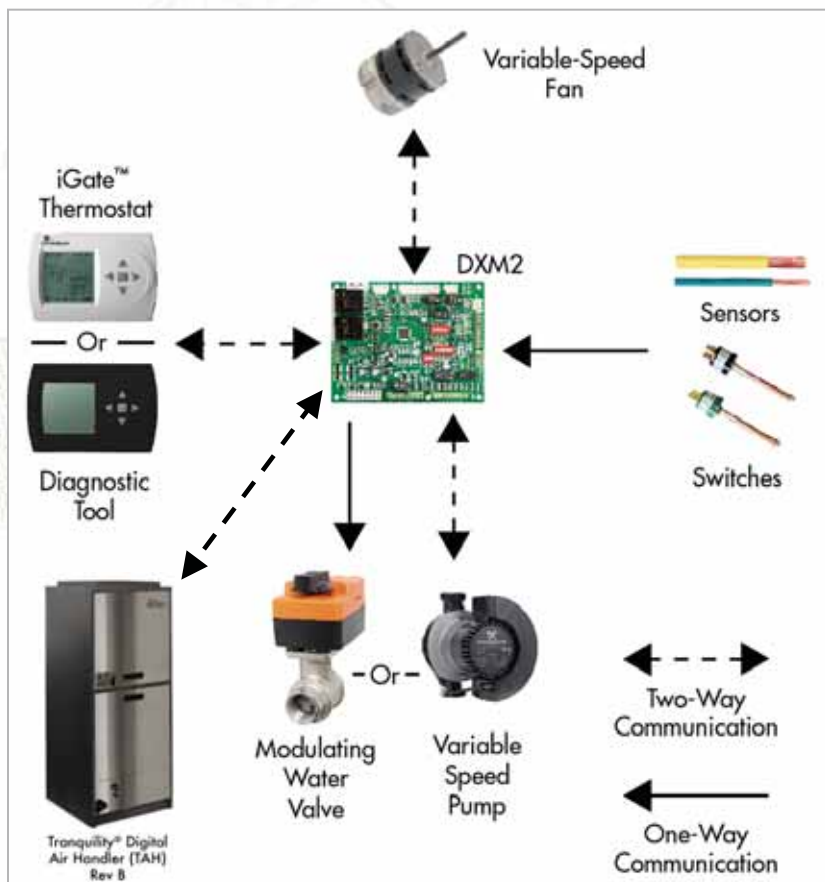 Variable-Speed
Fan
iGate™
Thermostat
DXM2
Sensors
Or
Switches
Diagnostic
Tool
Or
Two-Way
Communication
Modulating
Water
Valve
Variable
Speed
Pump
One-Way
Communication
Tranquility® Digital
Air Handler (TAH)
Rev B